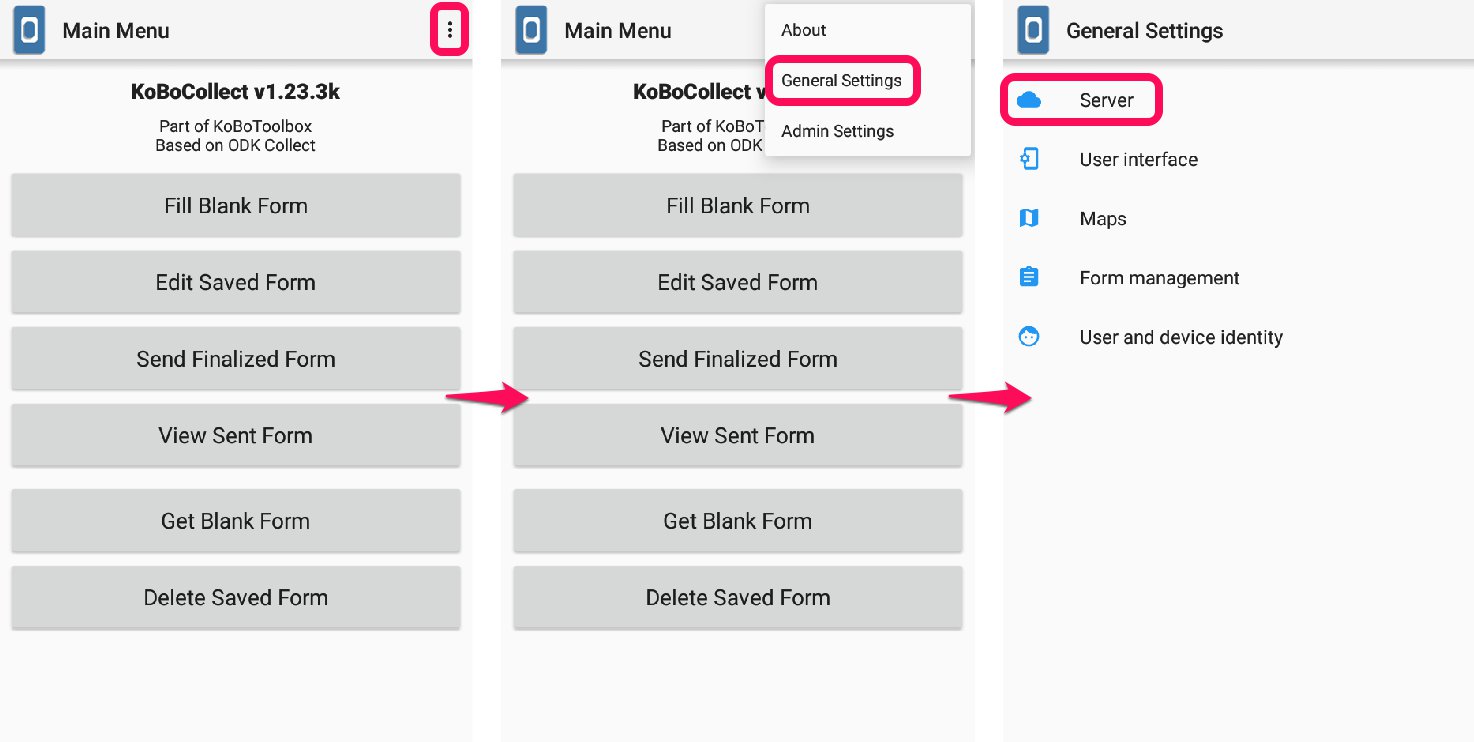 Main Menu
KoBoCollect v1.23.3k
Part of KoBoToolbox
Based on ODK Collect
Fill Blank Form
Edit Saved Form
Send Finalized Form
View Sent Form
Get Blank Form
Delete Saved Form
Main Menu
About
General Settings
Admin Settings
KoBoCollect v
Part of KoBoT
Based on ODK
Fill Blank Form
Edit Saved Form
Send Finalized Form
View Sent Form
Get Blank Form
Delete Saved Form
General Settings
Server
User interface
Maps
Form management
User and device identity